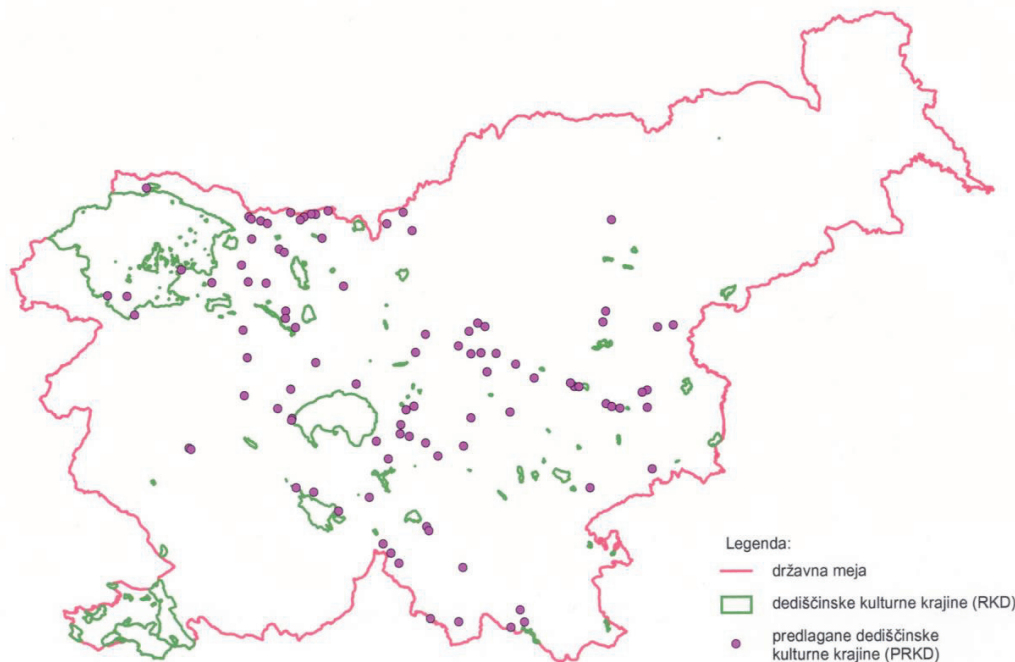 Legenda:
državna meja
dediščinske kulturne krajine (RKD)
predlagane dediščinske
kulturne krajine (PRKD)